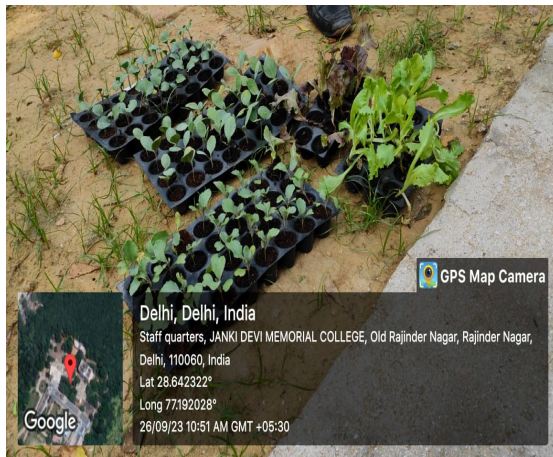 GPS Map Camera
Delhi, Delhi, India
Staff quarters, JANKI DEVI MEMORIAL COLLEGE, Old Rajinder Nagar, Rajinder Nagar,
Delhi, 110060, India
Lat 28.642322°
Long 77.192028°
26/09/23 10:51 AM GMT +05:30
Google